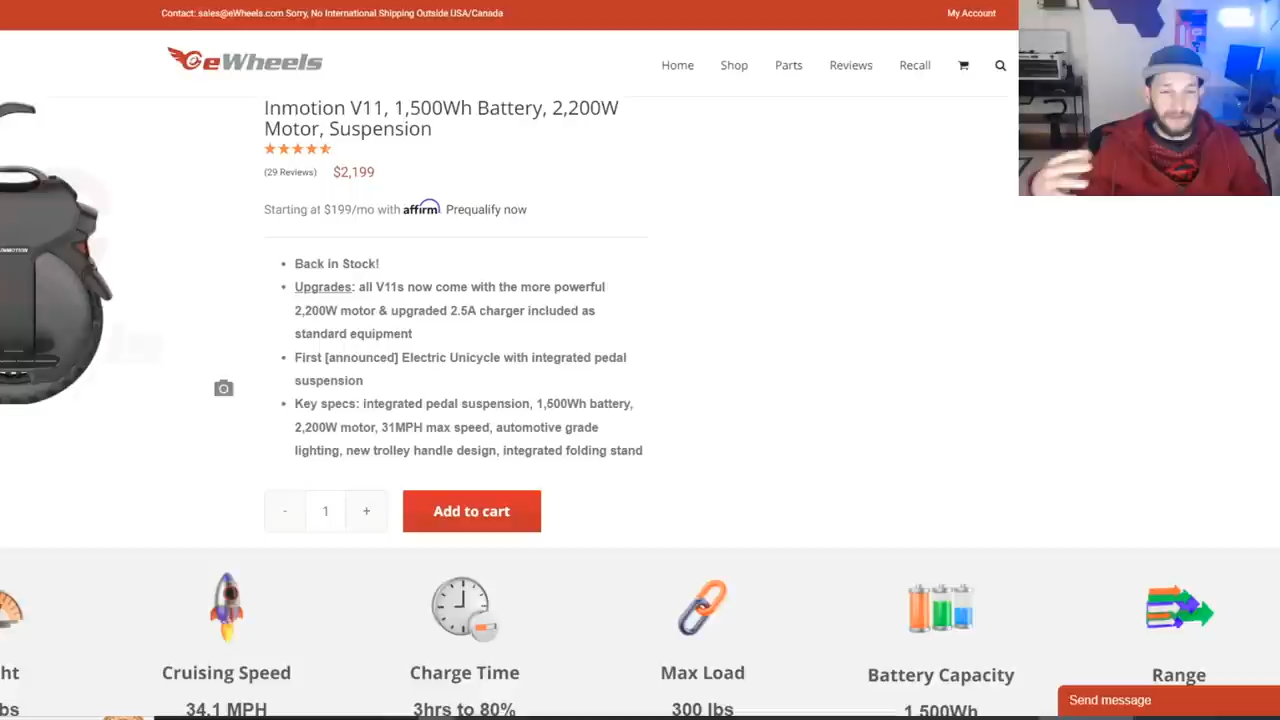 Contact: sales@eWheels.com Sorry, No International Shipping Outside USA/Canada
My Account
eWheels
Home
Shop
Parts
Reviews
Recall
Inmotion V11, 1,500Wh Battery, 2,200W
Motor, Suspension
(29 Reviews)
$2,199
Starting at $199/mo with affirm Prequalify now
Back in Stock!
Upgrades: all V11s now come with the more powerful
2,200W motor & upgraded 2.5A charger included as
standard equipment
First [announced] Electric Unicycle with integrated pedal
suspension
Key specs: integrated pedal suspension, 1,500Wh battery,
2,200W motor, 31MPH max speed, automotive grade
lighting, new trolley handle design, integrated folding stand
INMOTION
- 1 +
Add to cart
ht
Cruising Speed
Charge Time
Max Load
Battery Capacity
Range
bs
34.1 MPH
3hrs to 80%
300 lbs
1,500Wh
Send message